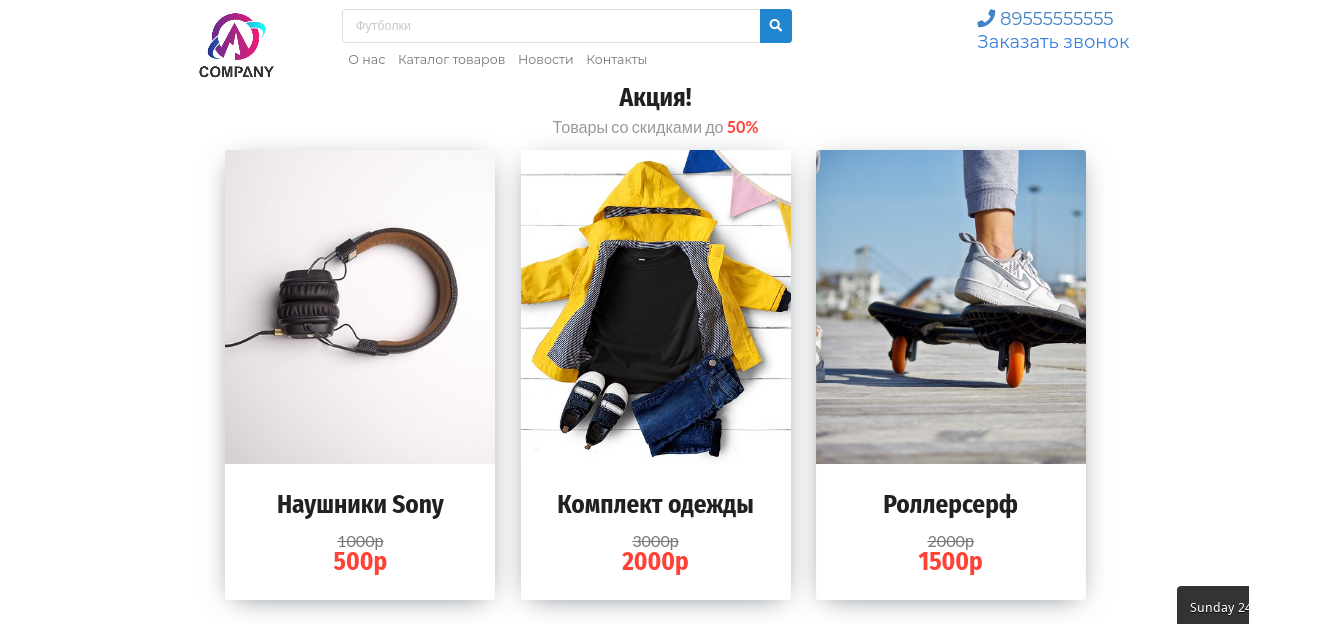 COMPANY
Футболки
О нас Каталог товаров Новости Контакты
89555555555
Заказать звонок
Акция!
Товары со скидками до 50%
Наушники Sony
1000р
500р
Комплект одежды
3000р
2000р
Роллерсерф
2000р
1500р
Sunday 24